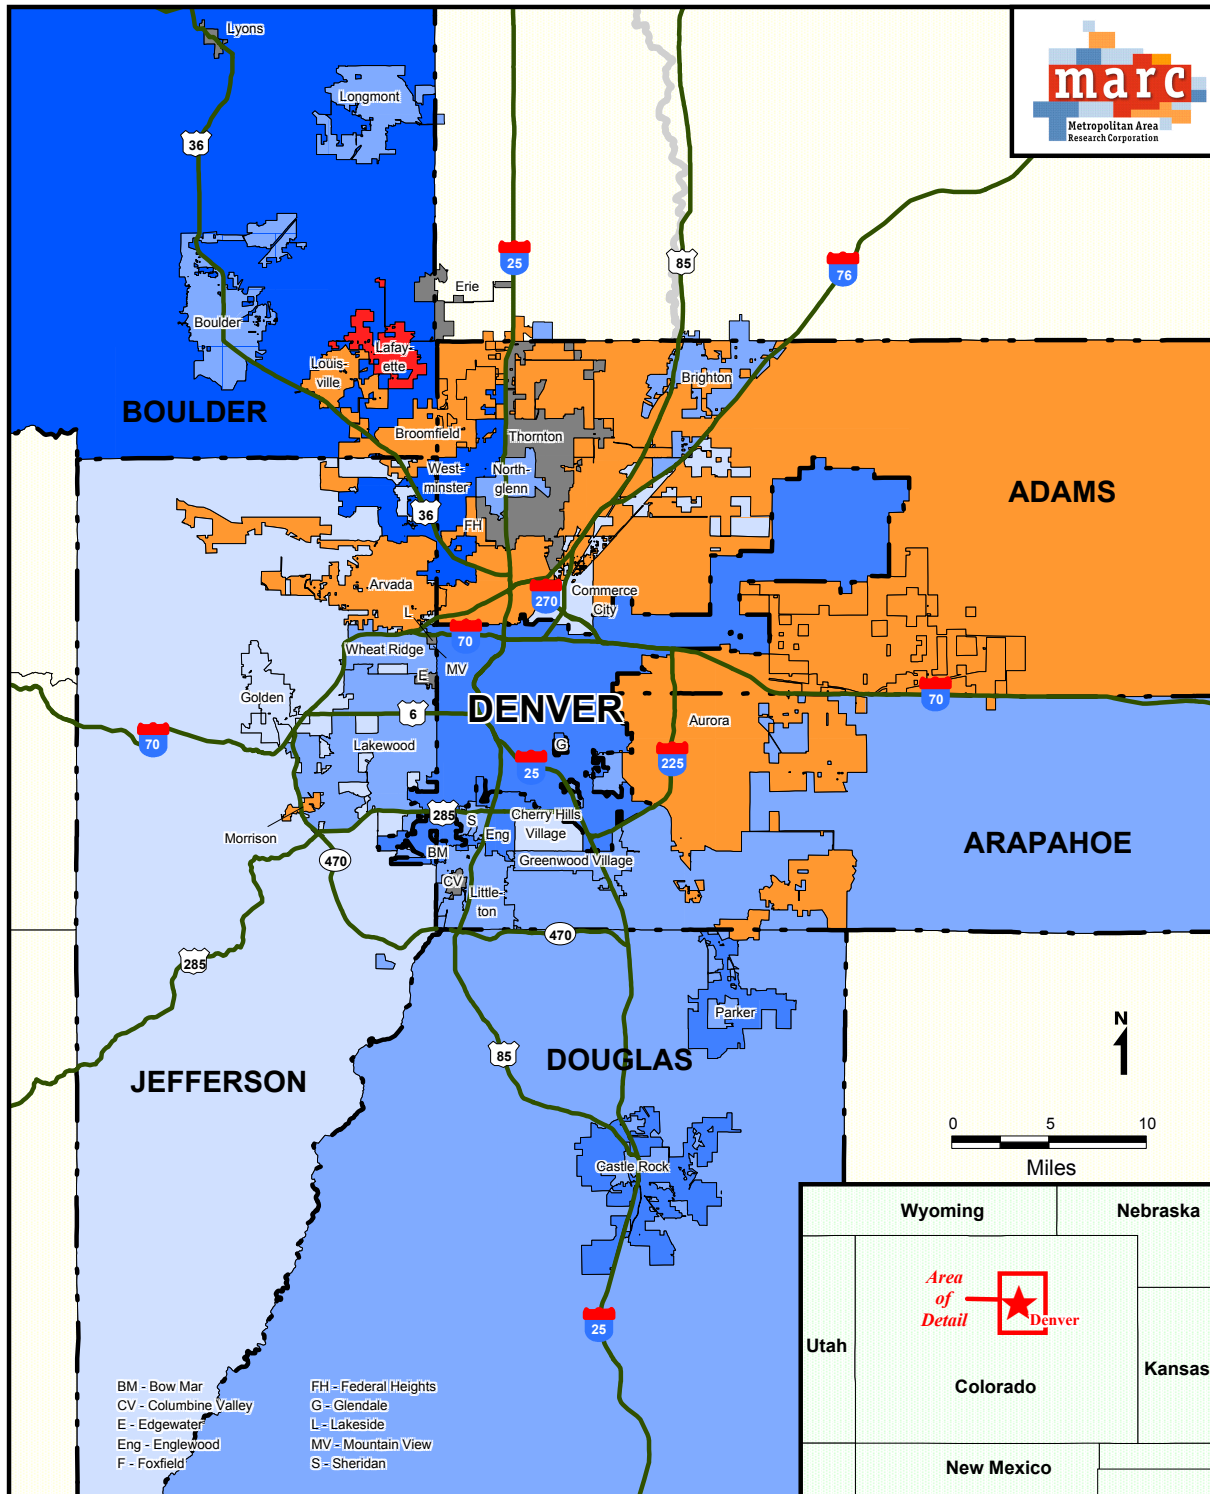 Lyons
marc
Metropolitan Area
Research Corporation
Longmont
36
25
85
76
Erie
Boulder
Lafay-
ette
Louis-
ville
Brighton
BOULDER
Broomfield
Thornton
West-
minster
North-
glenn
ADAMS
36
FH
Arvada
270
Commerce
City
L
70
Wheat Ridge
MV
E
Golden
6
DENVER
70
Aurora
70
Lakewood
G
225
25
Morrison
285
S
Cherry Hills
Village
Eng
BM
Greenwood Village
ARAPAHOE
470
CV
Little-
ton
470
285
Parker
N
85
DOUGLAS
JEFFERSON
0 5 10
Miles
Castle Rock
Wyoming
Nebraska
Area
of
Detail
Denver
Utah
Kansas
Colorado
New Mexico
25
BM - Bow Mar
CV - Columbine Valley
E - Edgewater
Eng - Englewood
F - Foxfield
FH - Federal Heights
G - Glendale
L - Lakeside
MV - Mountain View
S - Sheridan